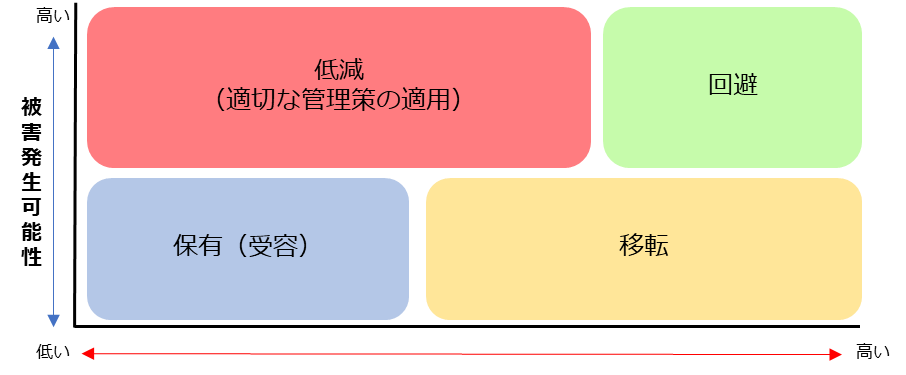 高い
低減
（適切な管理策の適用）
回避
被害発生可能性
保有（受容）
移転
低い
高い